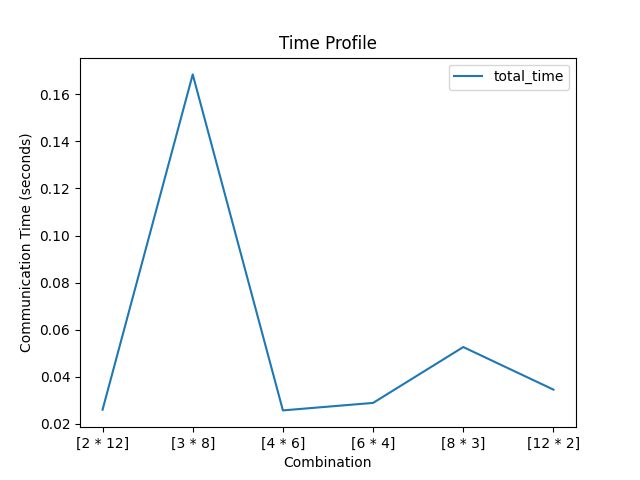 Time Profile
total_time
Communication Time (seconds)
0.16
0.14
0.12
0.10
0.08
0.06
0.04
0.02
[2 * 12] [3 * 8] [4 * 6] [6 * 4] [8 * 3] [12 * 2]
Combination